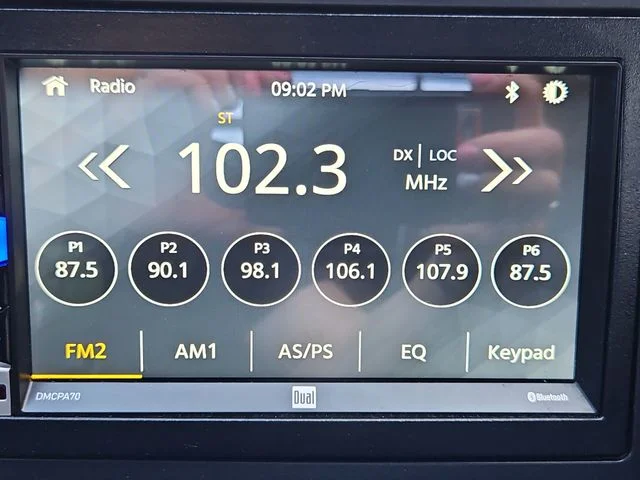 Radio 09:02 PM
ST
102.3 DX | LOC
MHz
P1 P2 P3 P4 P5 P6
87.5 90.1 98.1 106.1 107.9 87.5
FM2 AM1 AS/PS EQ Keypad
DMCPA70 Dual Bluetooth